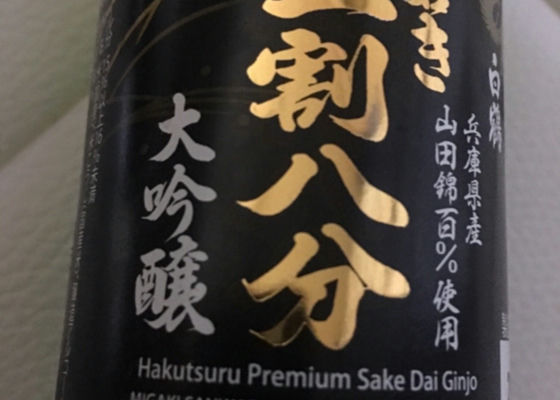 白鶴
兵庫県産
山田錦百%使用
き
割八分
大吟醸
Hakutsuru Premium Sake Dai Ginjo